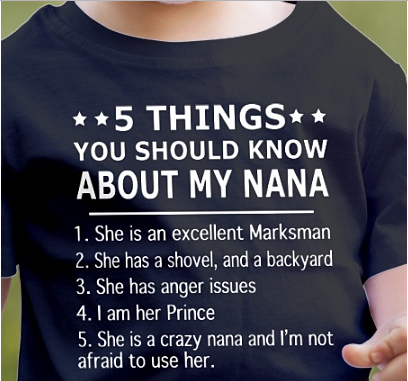 5 THINGS
YOU SHOULD KNOW
ABOUT MY NANA
1. She is an excellent Marksman
2. She has a shovel, and a backyard
3. She has anger issues
4. I am her Prince
5. She is a crazy nana and I'm not
afraid to use her.